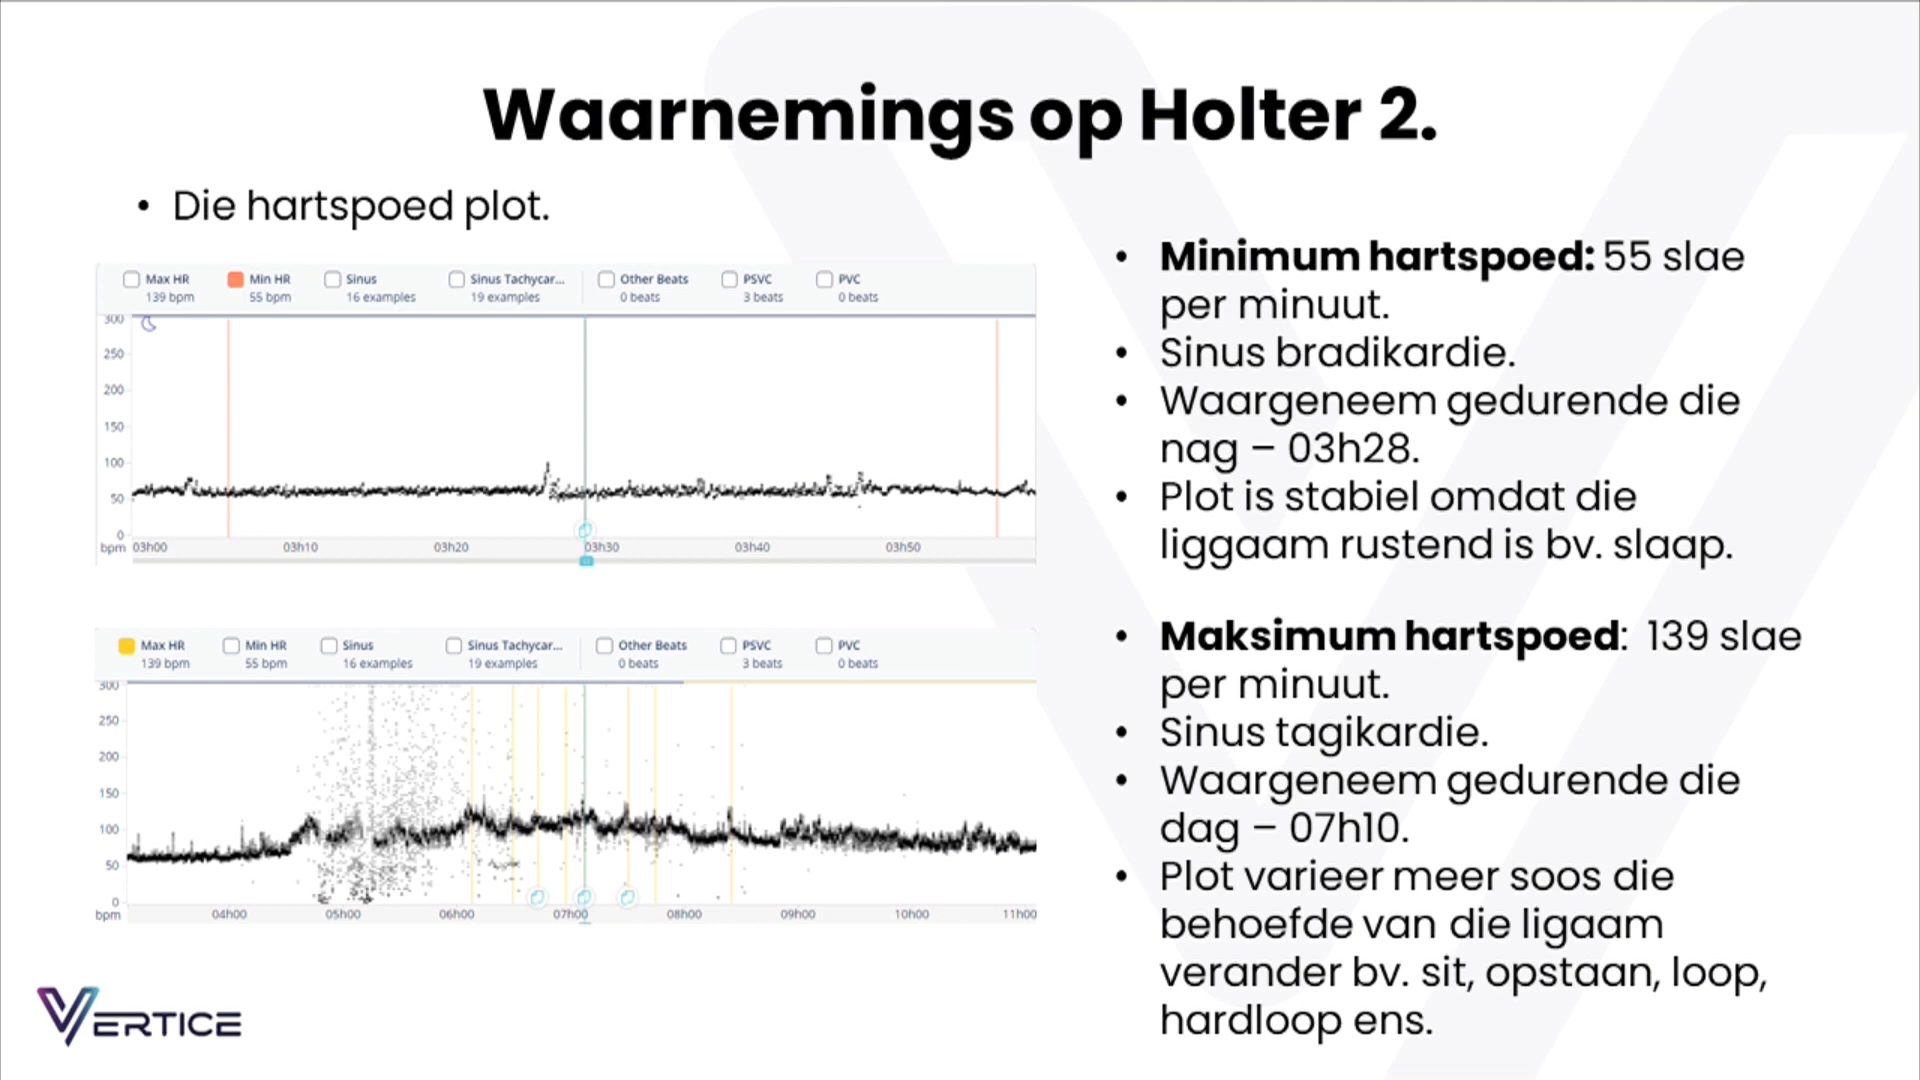 Waarnemings op Holter 2.
• Die hartspoed plot.
Max HR Min HR Sinus Sinus Tachycar... Other Beats PSVC PVC
139 bpm 55 bpm 16 examples 19 examples 0 beats 3 beats 0 beats
300
250
200
150
100
50
0
bpm 03h00 03h10 03h20 03h30 03h40 03h50
Max HR Min HR Sinus Sinus Tachycar... Other Beats PSVC PVC
139 bpm 55 bpm 16 examples 19 examples 0 beats 3 beats 0 beats
300
250
200
150
100
50
0
bpm 04h00 05h00 06h00 07h00 08h00 09h00 10h00 11h00
• Minimum hartspoed: 55 slae
per minuut.
• Sinus bradikardie.
• Waargeneem gedurende die
nag – 03h28.
• Plot is stabiel omdat die
liggaam rustend is bv. slaap.
• Maksimum hartspoed: 139 slae
per minuut.
• Sinus tagikardie.
• Waargeneem gedurende die
dag – 07h10.
• Plot varieer meer soos die
behoefde van die ligaam
verander bv. sit, opstaan, loop,
hardloop ens.
VERTICE